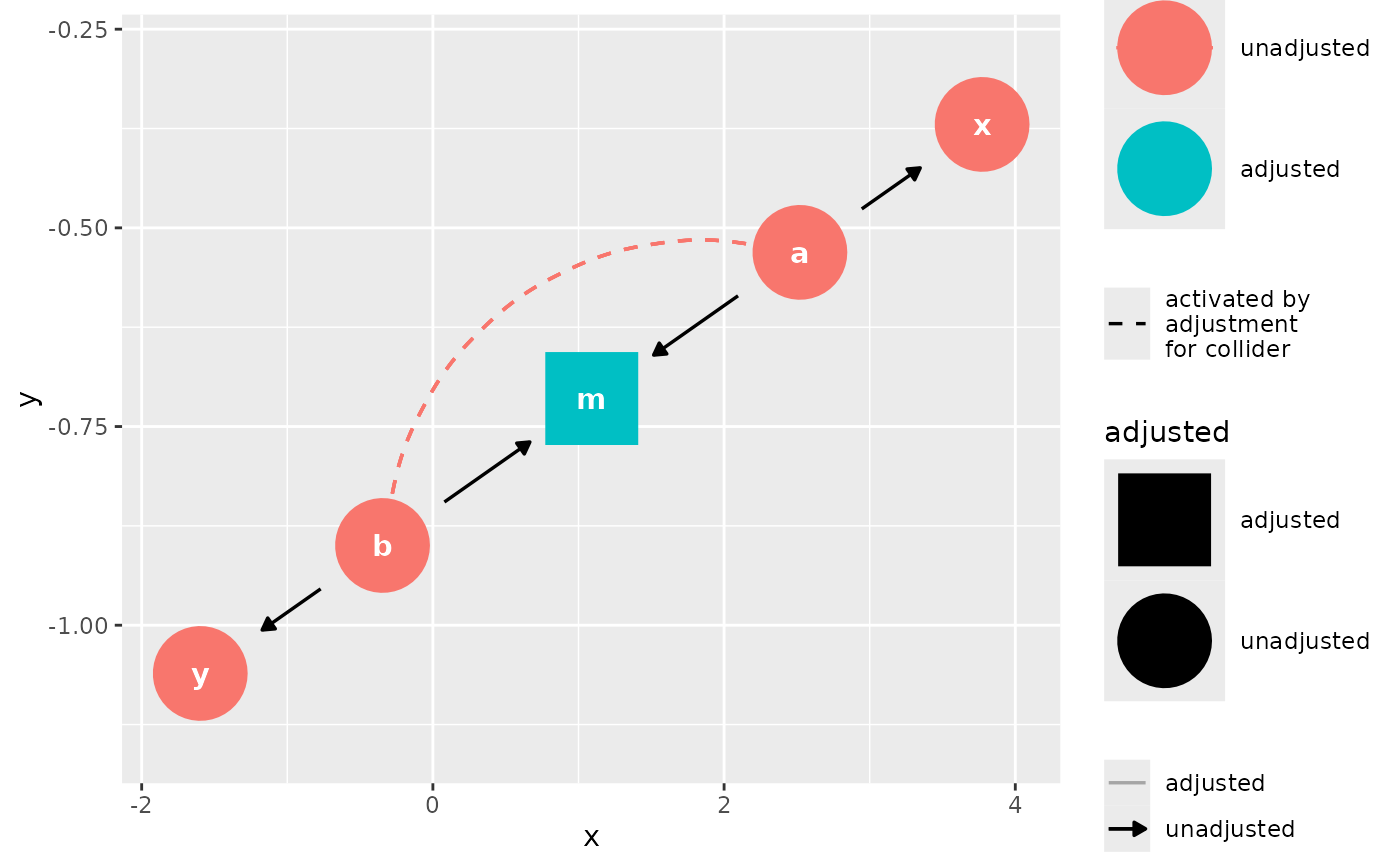 -0.25
-0.50
-0.75
-1.00
y
-2
0
2
4
x
x
a
m
b
y
unadjusted
adjusted
activated by
adjustment
for collider
adjusted
adjusted
unadjusted
adjusted
unadjusted